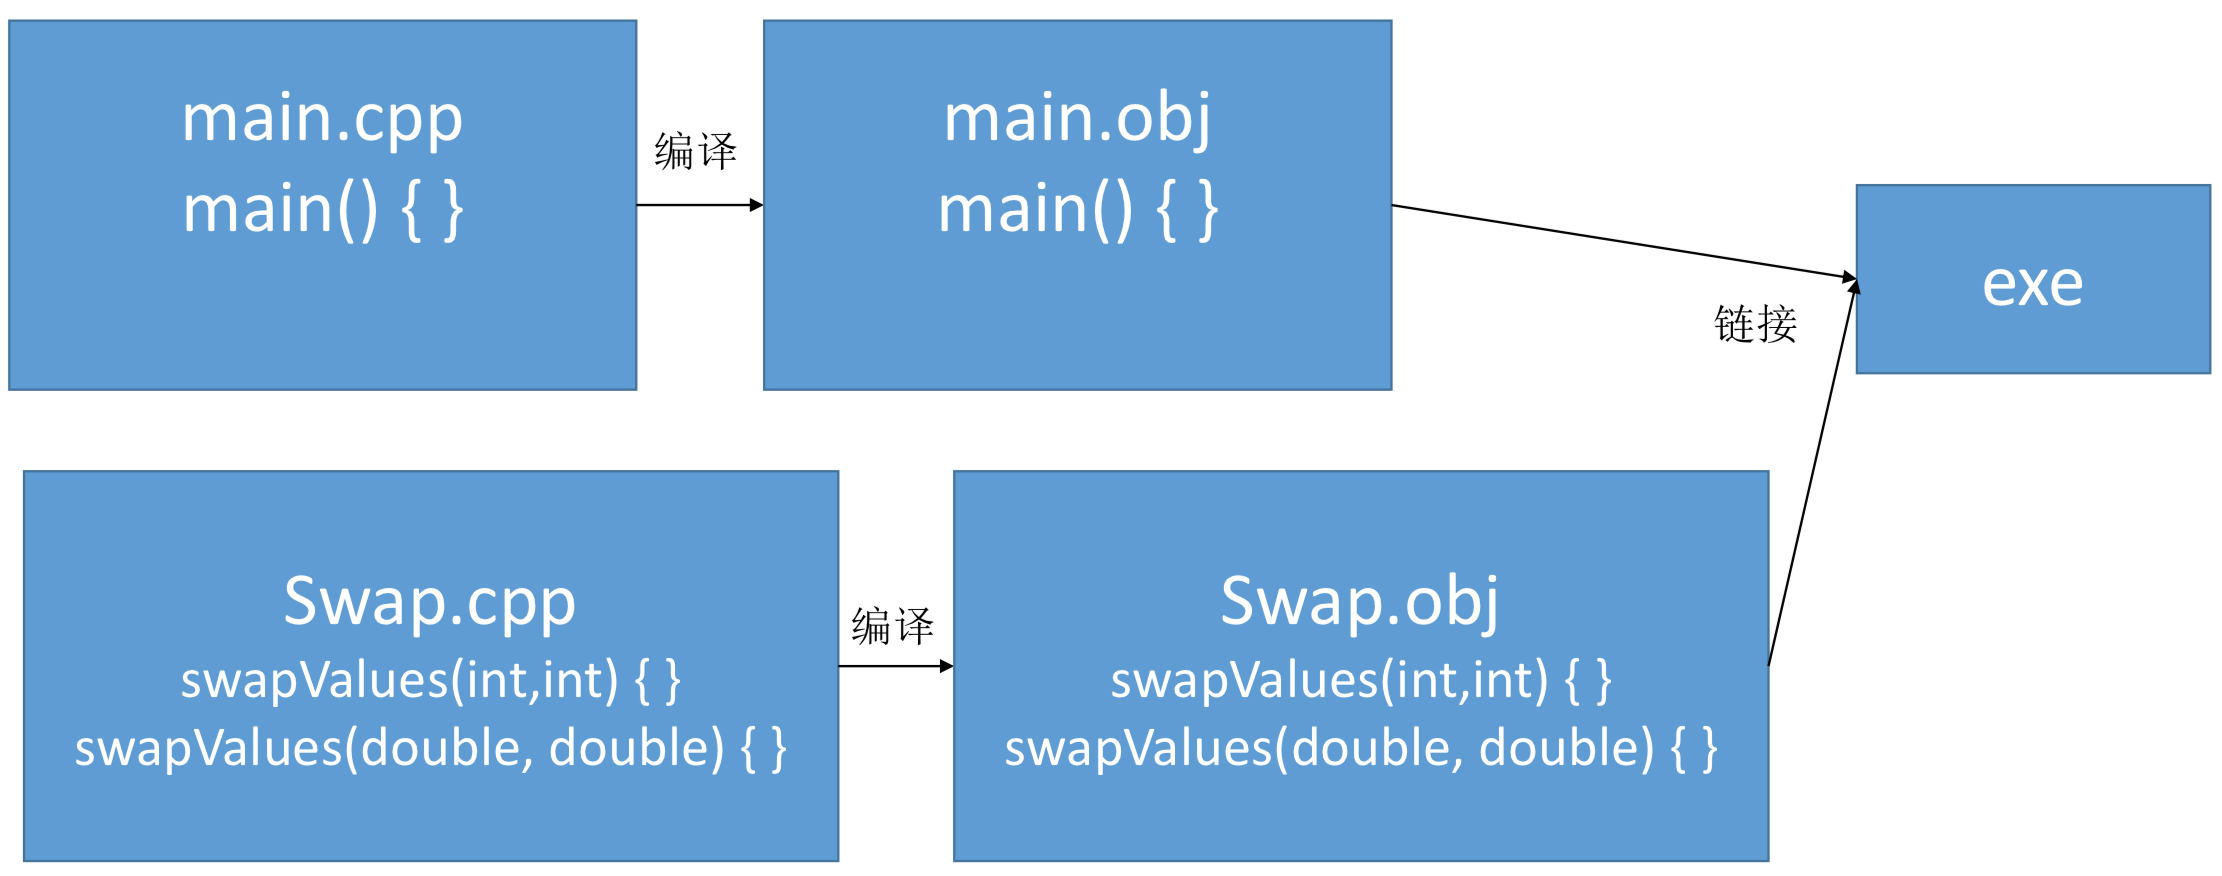 main.cpp
main() { }
编译
main.obj
main() { }
exe
链接
Swap.cpp
swapValues(int,int) { }
swapValues(double, double) { }
编译
Swap.obj
swapValues(int,int) { }
swapValues(double, double) { }